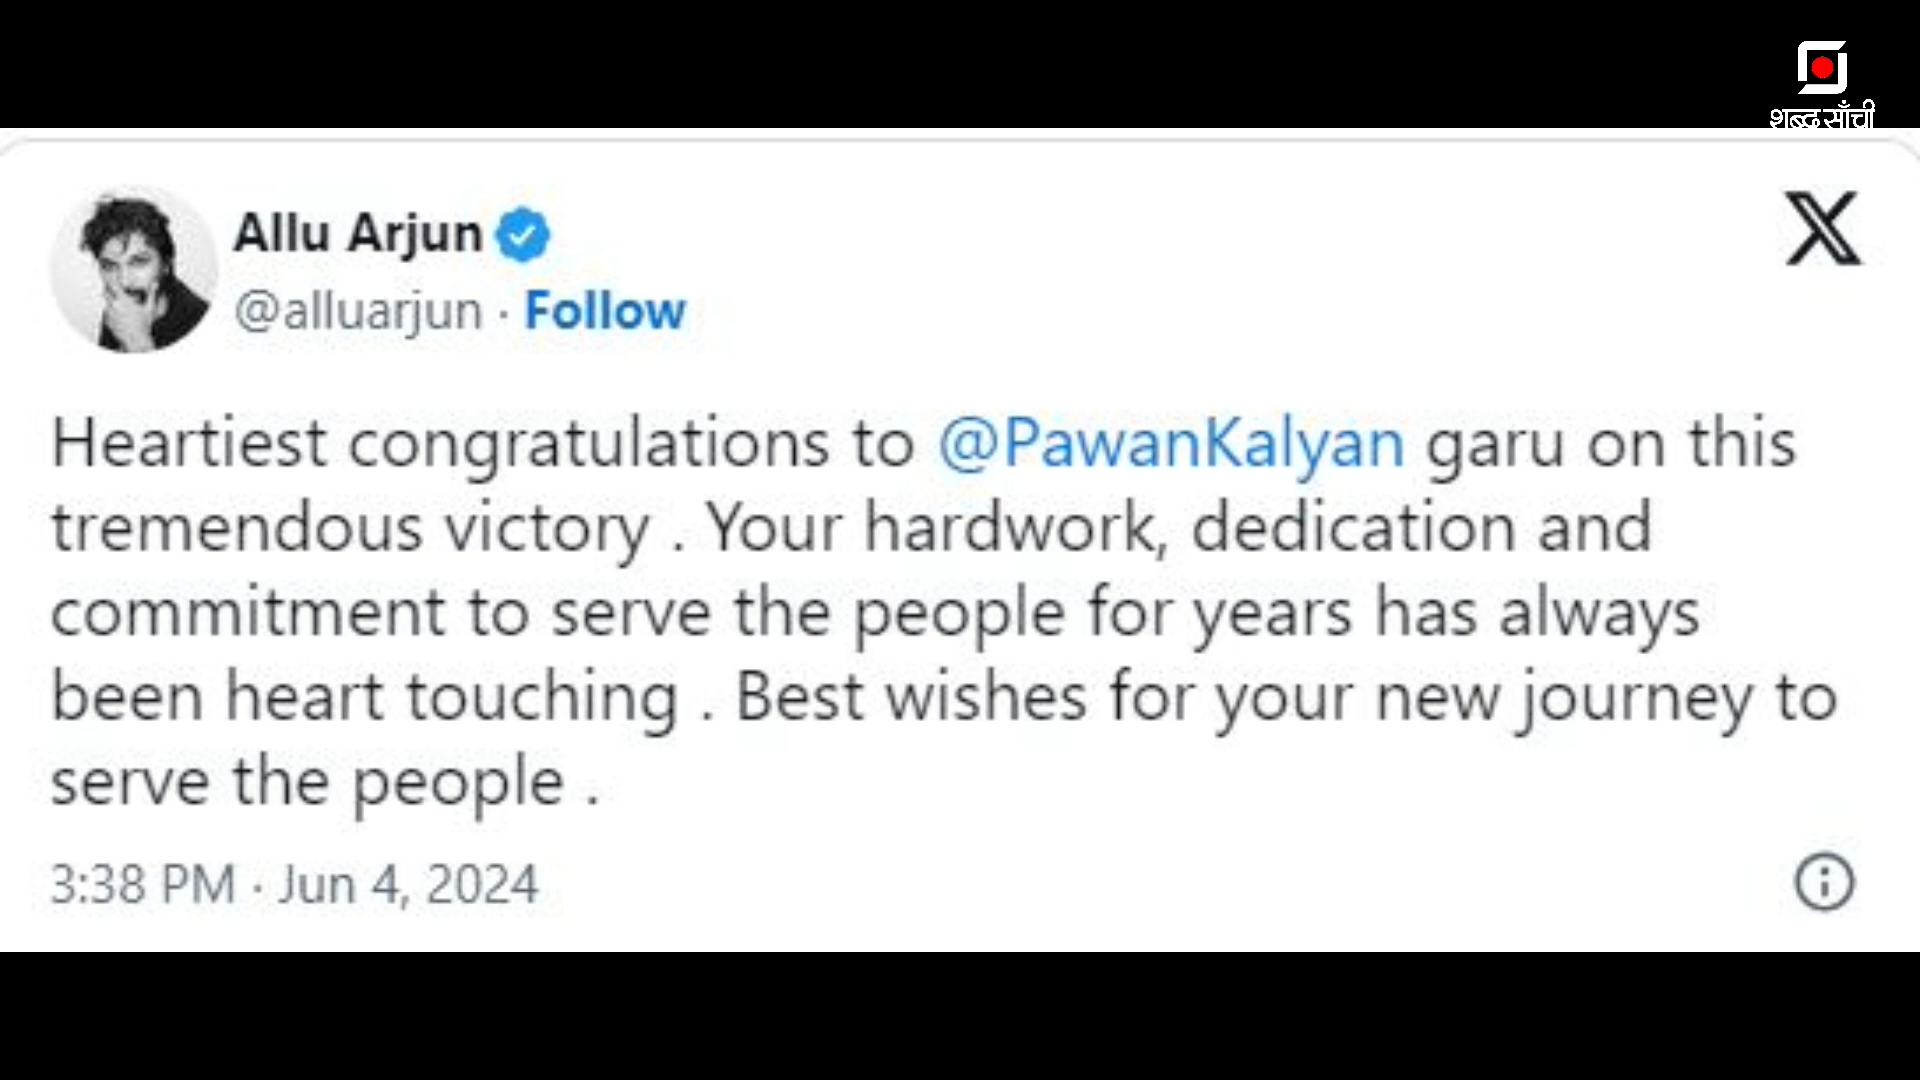 शब्द साँची
Allu Arjun
@alluarjun · Follow
Heartiest congratulations to @PawanKalyan garu on this
tremendous victory . Your hardwork, dedication and
commitment to serve the people for years has always
been heart touching . Best wishes for your new journey to
serve the people .
3:38 PM · Jun 4, 2024